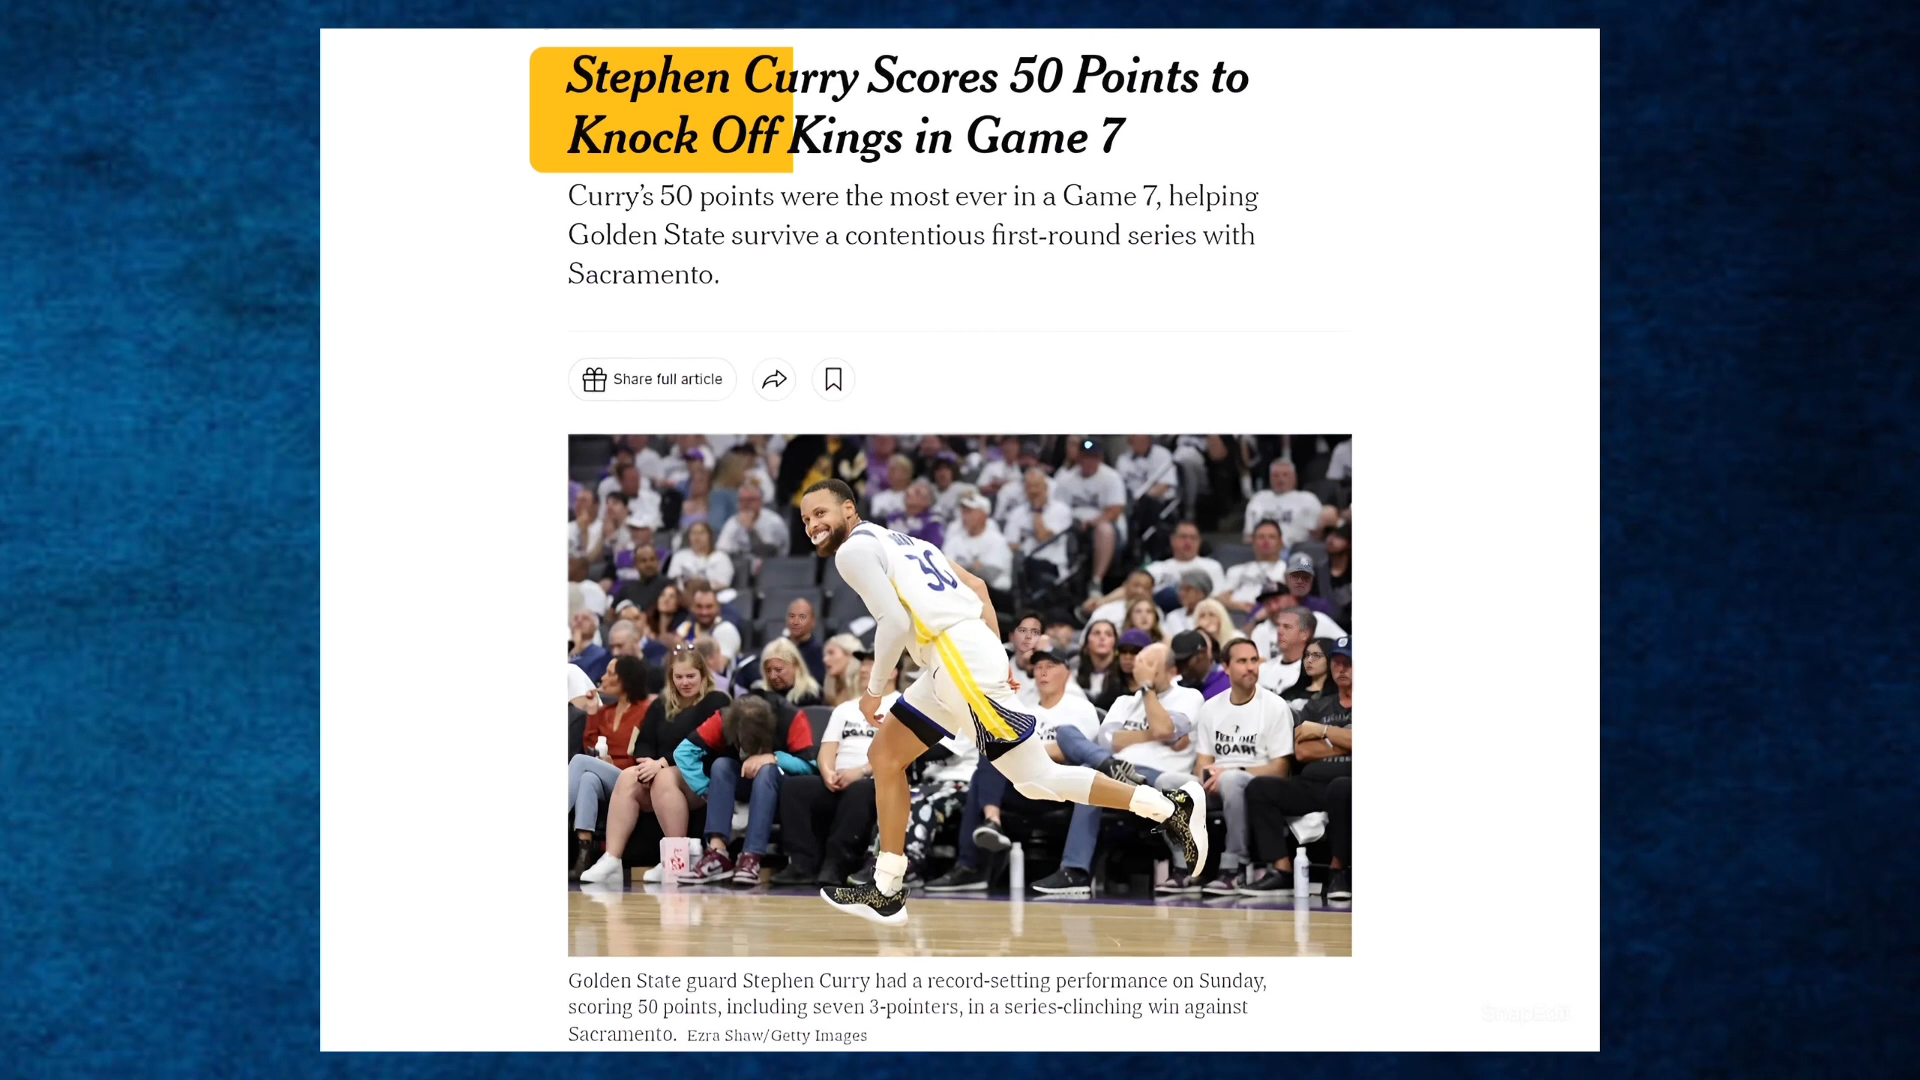 Stephen Curry Scores 50 Points to
Knock Off Kings in Game 7
Curry’s 50 points were the most ever in a Game 7, helping
Golden State survive a contentious first-round series with
Sacramento.
Share full article
30
ROARS
Golden State guard Stephen Curry had a record-setting performance on Sunday,
scoring 50 points, including seven 3-pointers, in a series-clinching win against
Sacramento. Ezra Shaw/Getty Images